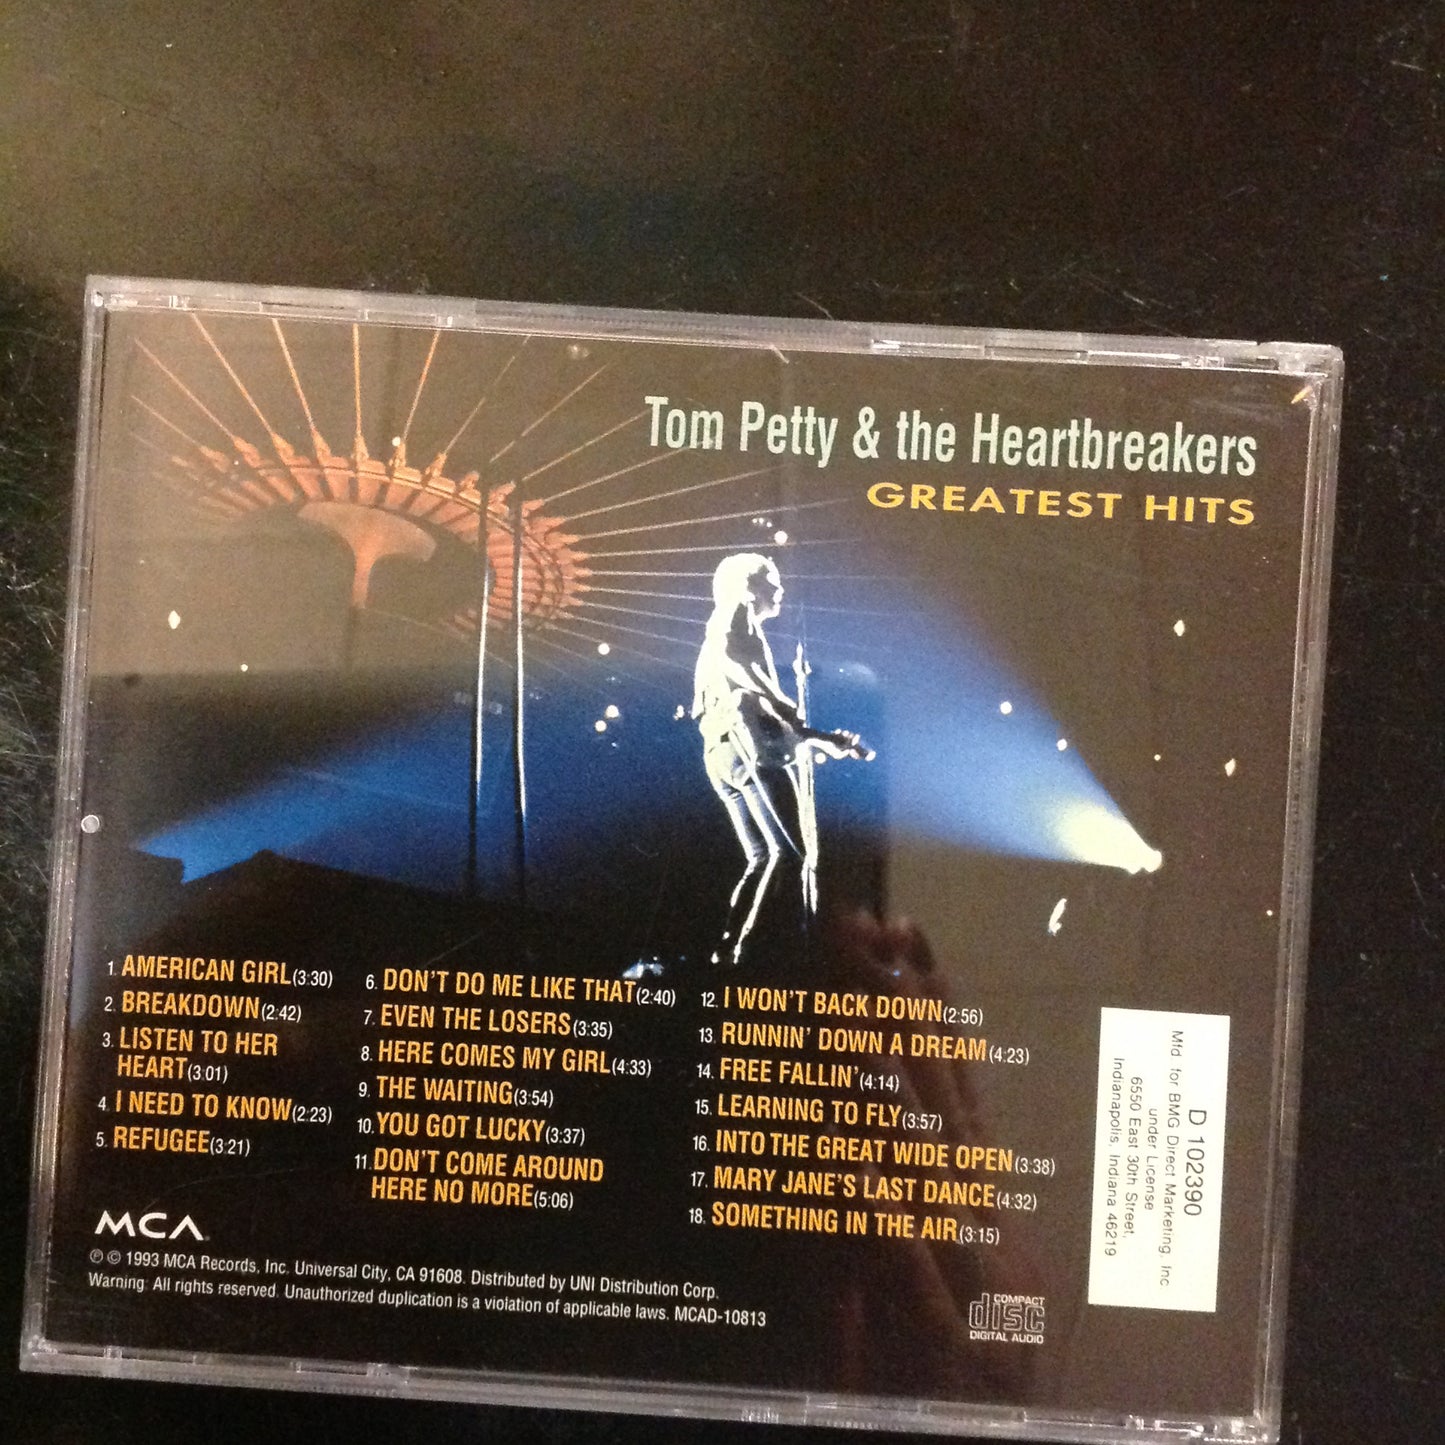 Tom Petty & the Heartbreakers
GREATEST HITS
1. AMERICAN GIRL(3:30)
2. BREAKDOWN(2:42)
3. LISTEN TO HER
HEART(3:01)
4. I NEED TO KNOW(2:23)
5. REFUGEE(3:21)
6. DON'T DO ME LIKE THAT(2:40)
7. EVEN THE LOSERS(3:35)
8. HERE COMES MY GIRL(4:33)
9. THE WAITING(3:54)
10. YOU GOT LUCKY(3:37)
11. DON'T COME AROUND
HERE NO MORE(5:06)
12. I WON'T BACK DOWN(2:56)
13. RUNNIN' DOWN A DREAM(4:23)
14. FREE FALLIN'(4:14)
15. LEARNING TO FLY(3:57)
16. INTO THE GREAT WIDE OPEN(3:38)
17. MARY JANE'S LAST DANCE(4:32)
18. SOMETHING IN THE AIR(3:15)
D 102390
Mfd. for BMG Direct Marketing, Inc.
under License
6550 East 30th Street,
Indianapolis, Indiana 46219
MCA
℗ © 1993 MCA Records, Inc. Universal City, CA 91608. Distributed by UNI Distribution Corp.
Warning: All rights reserved. Unauthorized duplication is a violation of applicable laws. MCAD-10813
COMPACT
disc
DIGITAL AUDIO